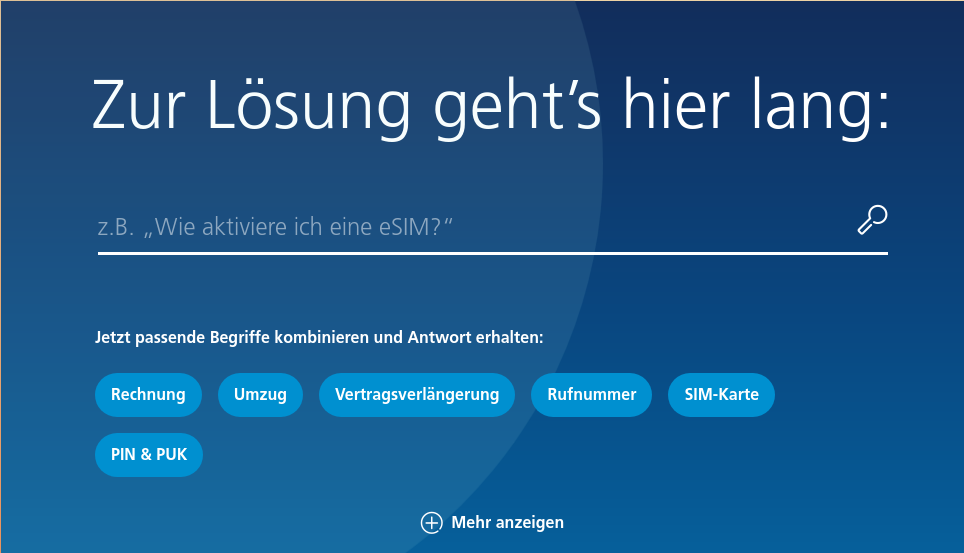 Zur Lösung geht’s hier lang:
z.B. „Wie aktiviere ich eine eSIM?“
Jetzt passende Begriffe kombinieren und Antwort erhalten:
Rechnung Umzug Vertragsverlängerung Rufnummer SIM-Karte
PIN & PUK
Mehr anzeigen